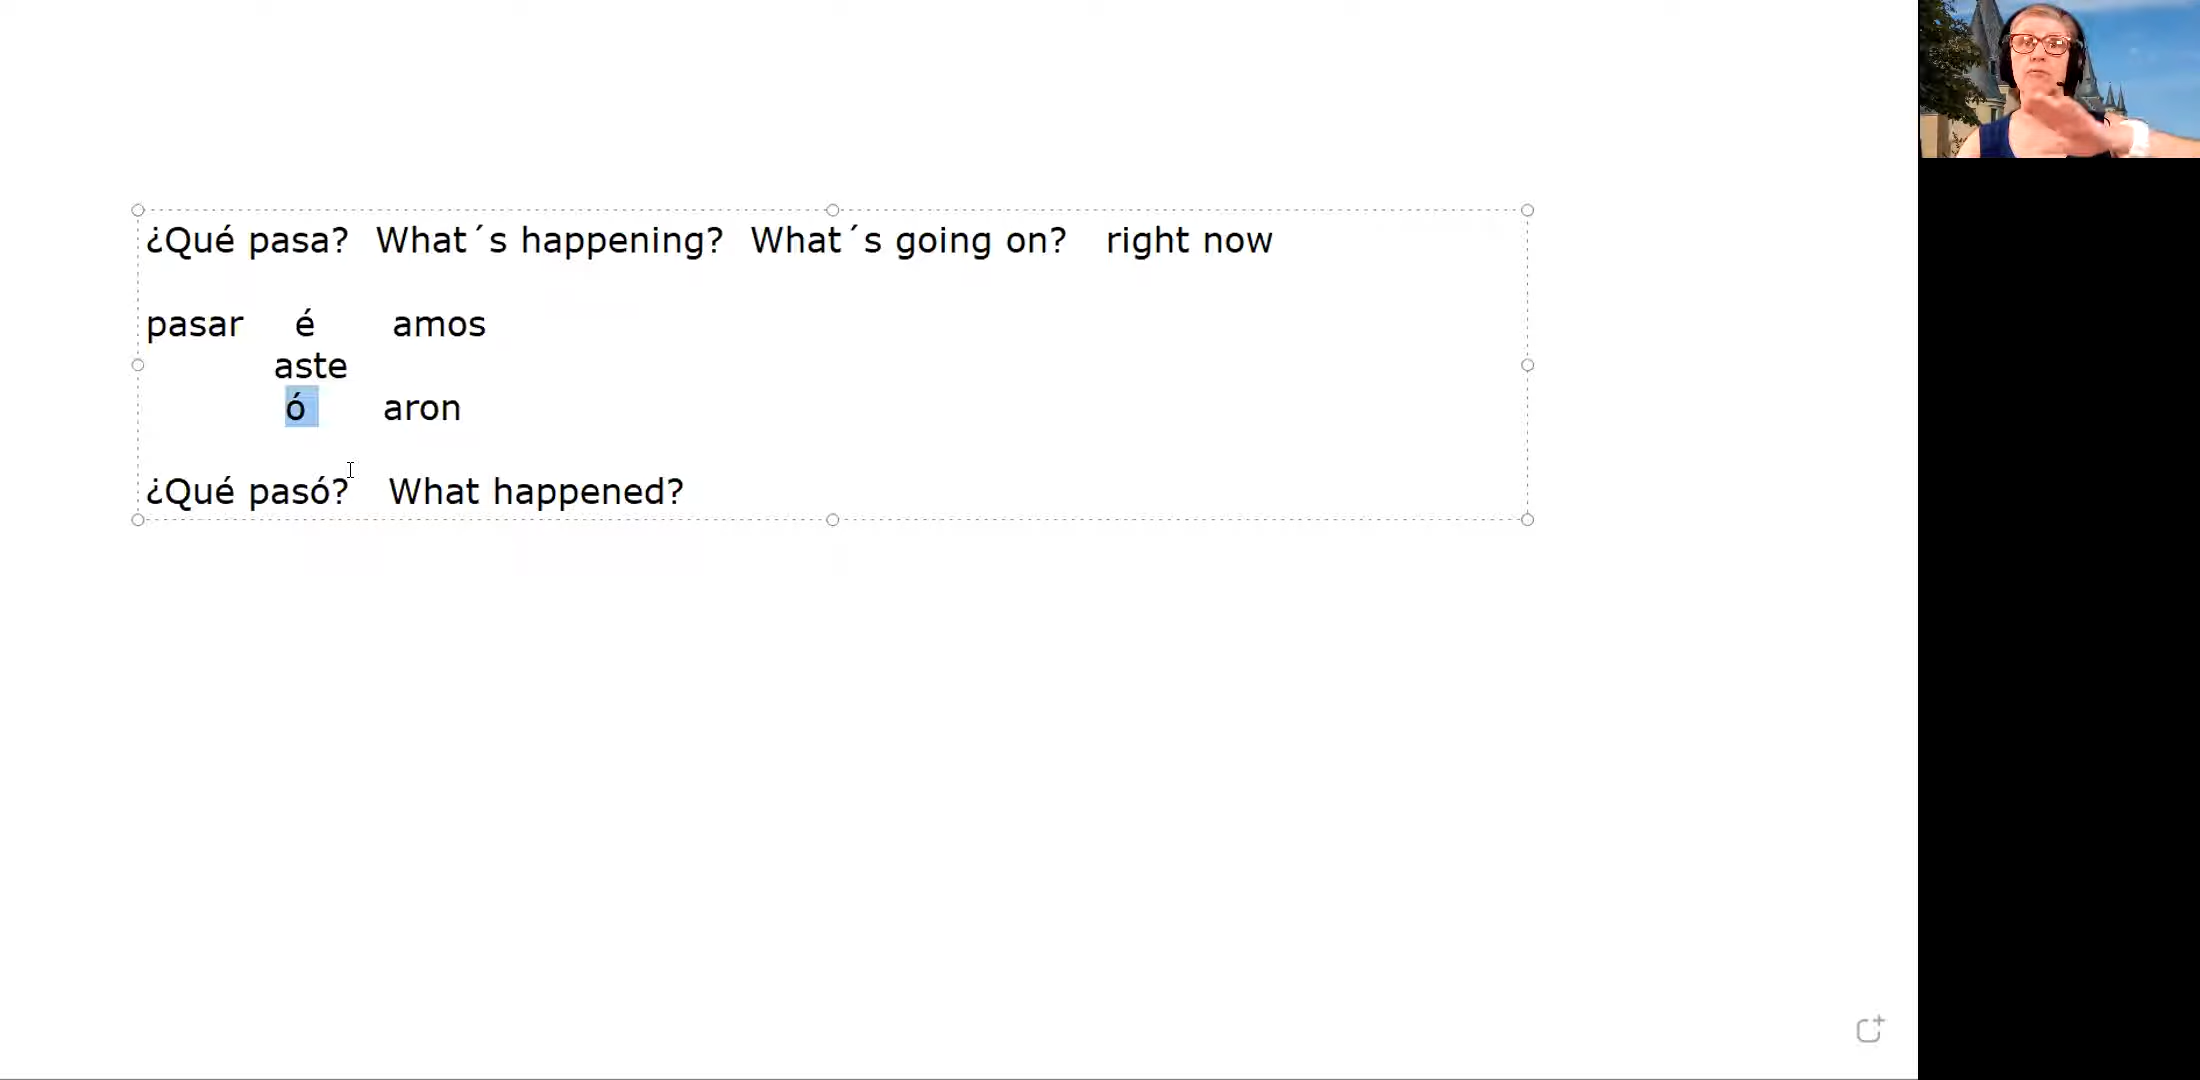 ¿Qué pasa? What´s happening? What´s going on? right now
pasar é amos
aste
ó aron
¿Qué pasó? What happened?